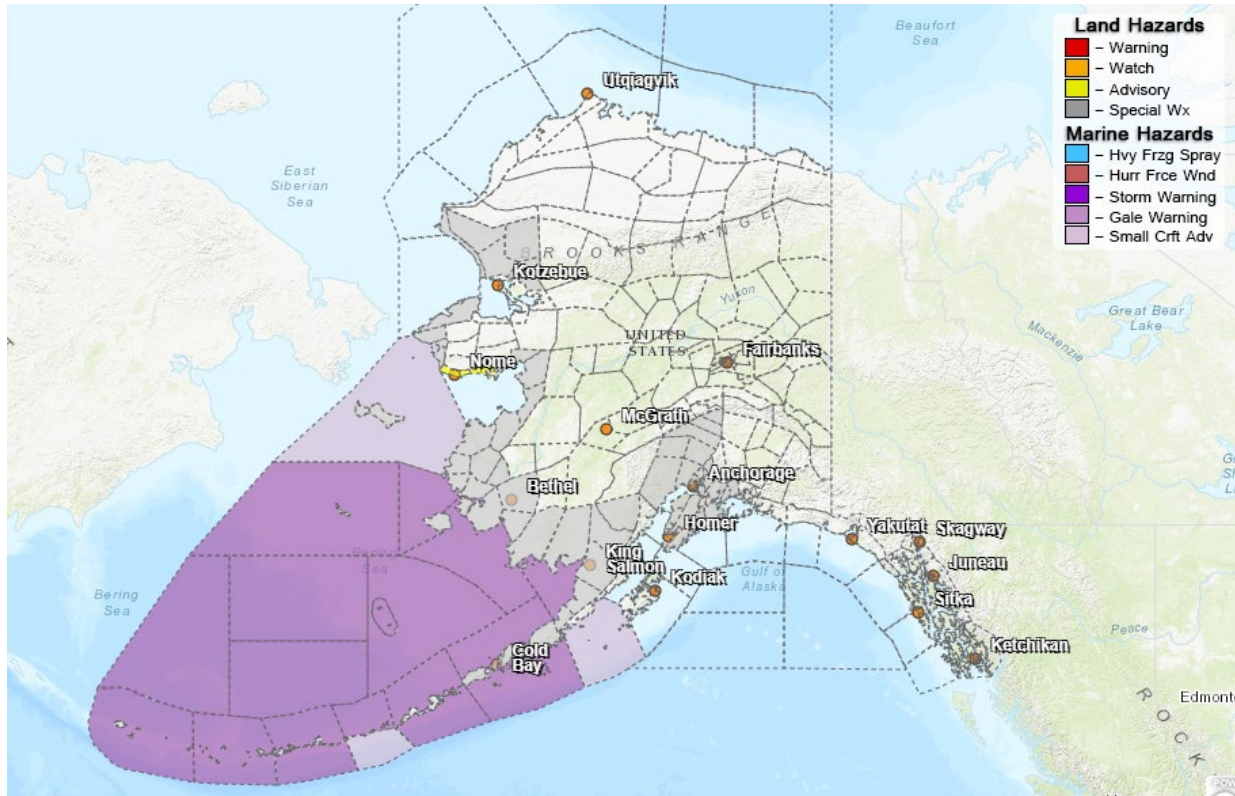 Land Hazards
– Warning
– Watch
– Advisory
– Special Wx
Marine Hazards
– Hvy Frzg Spray
– Hurr Frce Wnd
– Storm Warning
– Gale Warning
– Small Crft Adv
Beaufort
Sea
Utqiagvik
East
Siberian
Sea
BROOKS RANGE
Kotzebue
Yukon
Great Bear
Lake
Mackenzie
UNITED
STATES
Fairbanks
Nome
McGrath
Anchorage
Bethel
Homer
Yakutat
Skagway
King
Salmon
Juneau
Kodiak
Gulf of
Alaska
Bering
Sea
Sitka
Peace
Cold
Bay
Ketchikan
Edmont
ROCK